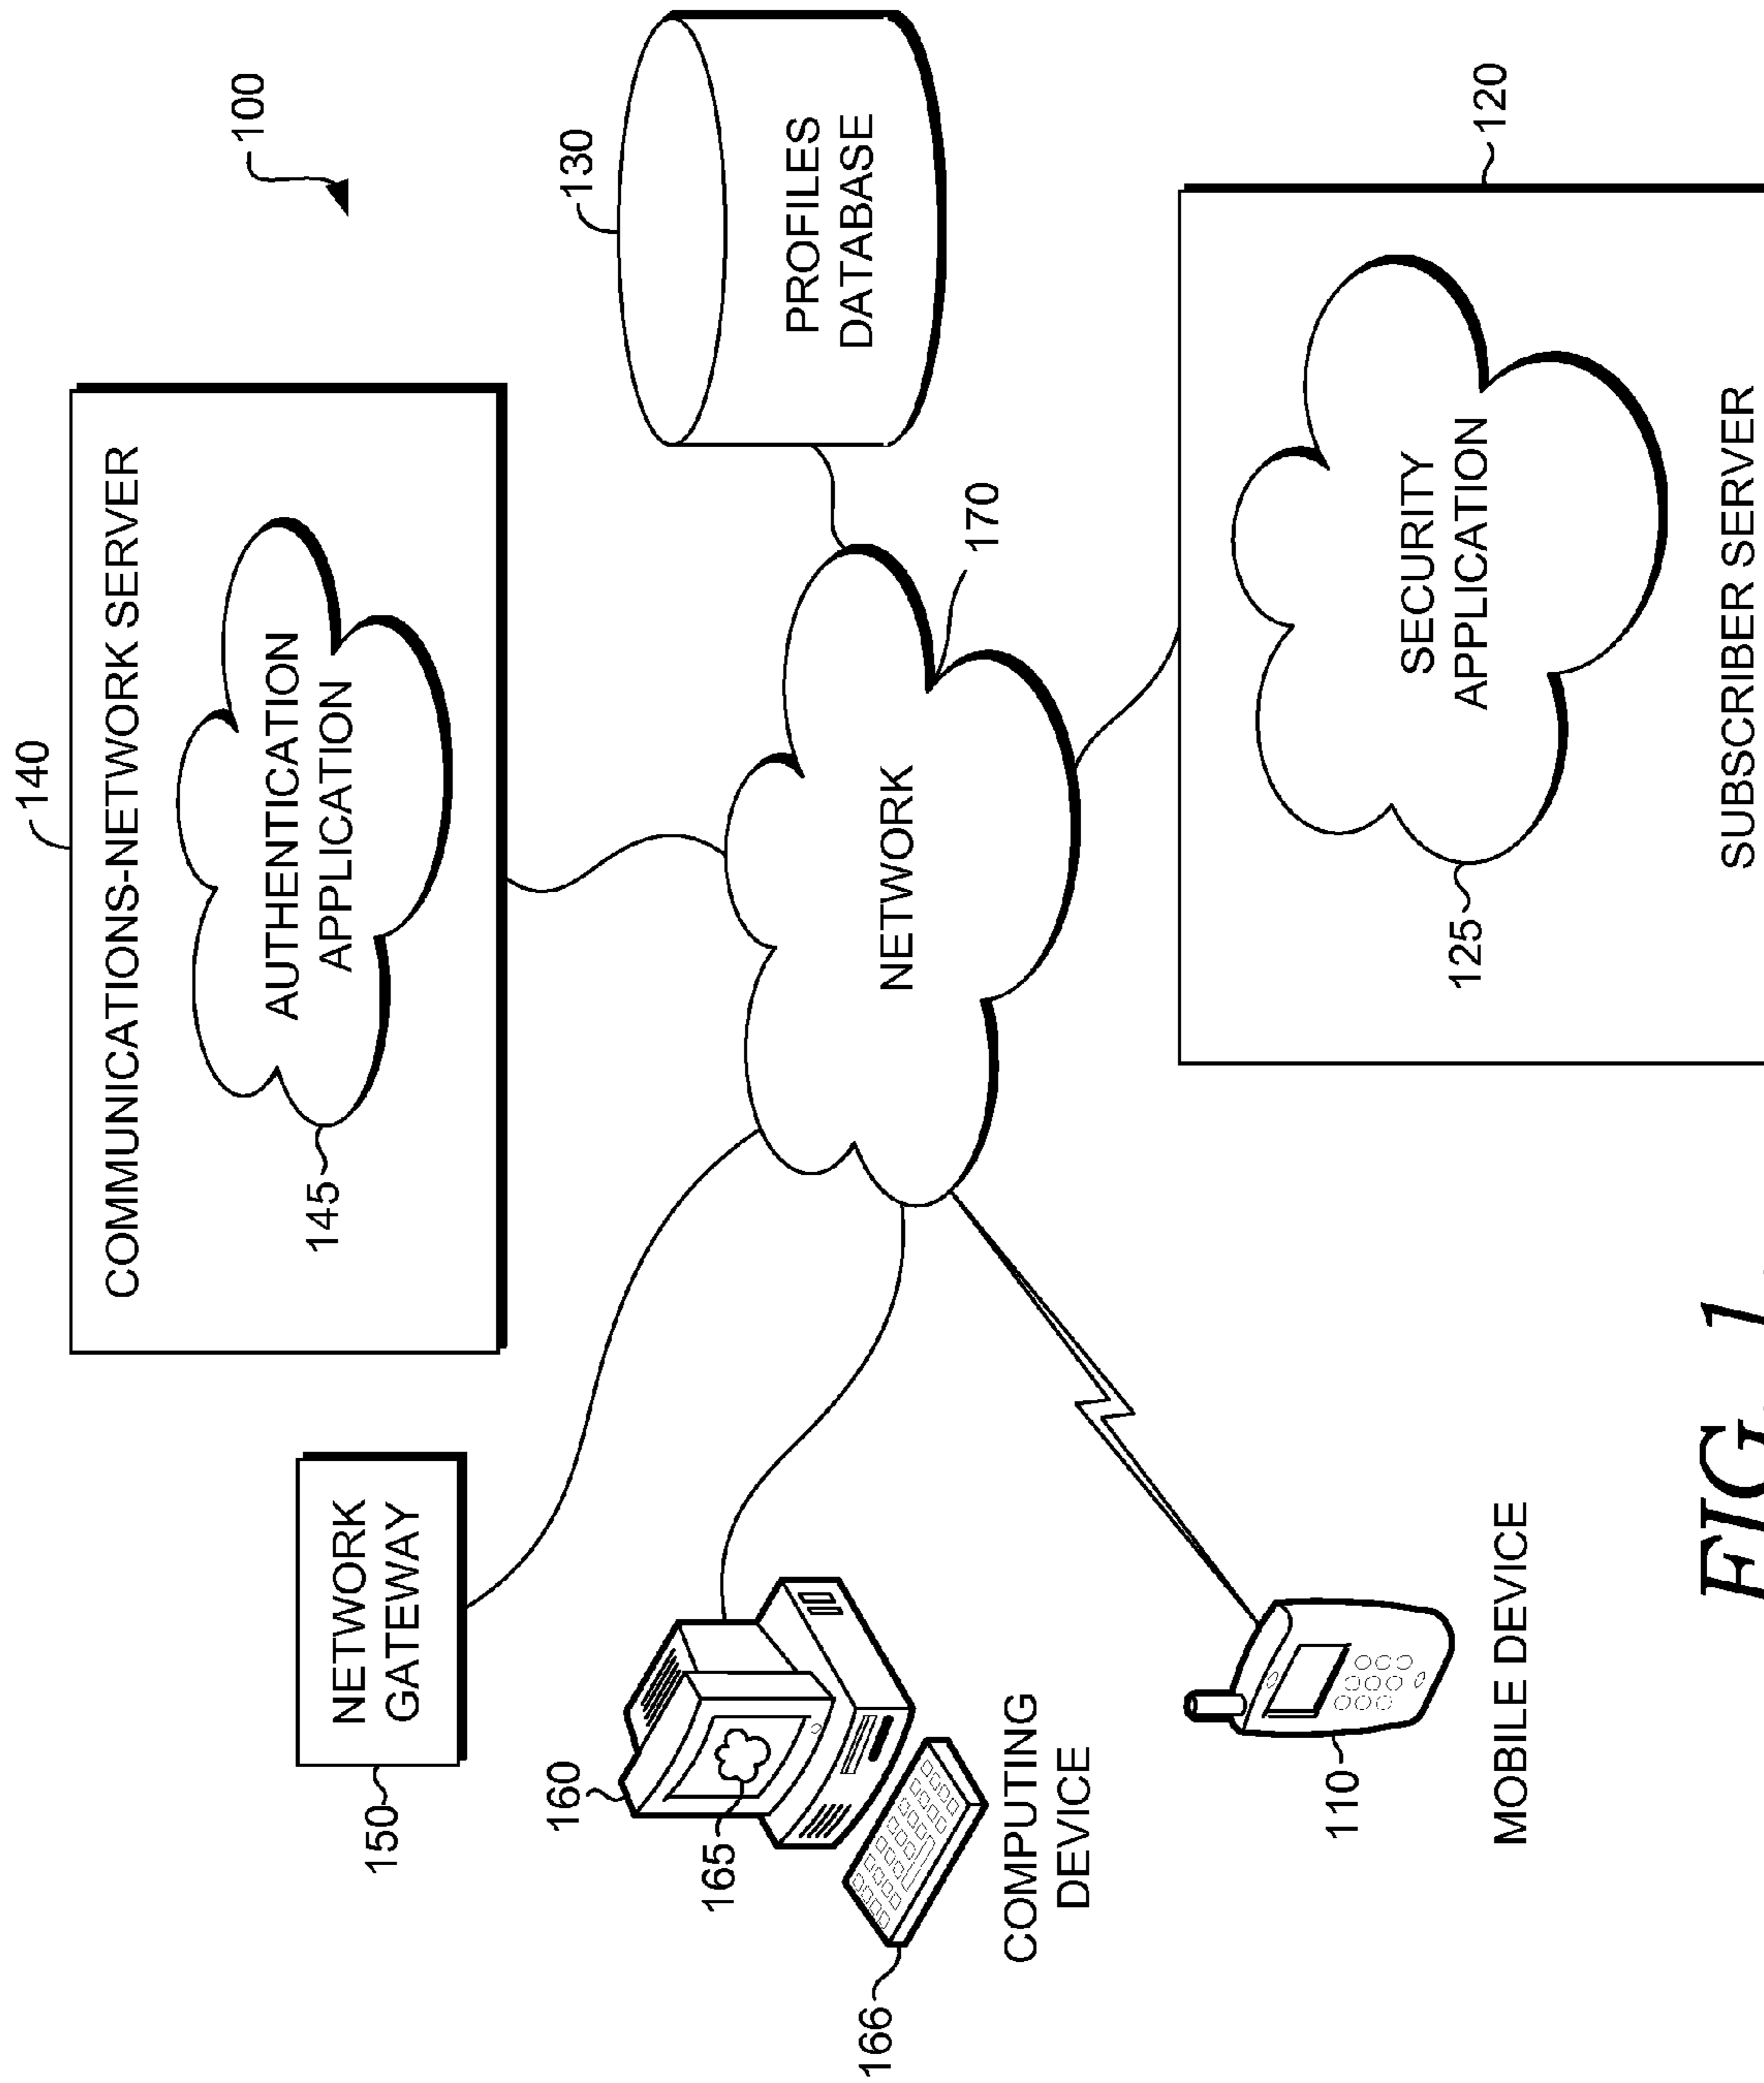 100
140
COMMUNICATIONS-NETWORK SERVER
AUTHENTICATION
APPLICATION
145
NETWORK
GATEWAY
150
130
PROFILES
DATABASE
160
165
166
COMPUTING
DEVICE
NETWORK
170
110
MOBILE DEVICE
120
SECURITY
APPLICATION
125
SUBSCRIBER SERVER
FIG. 1.